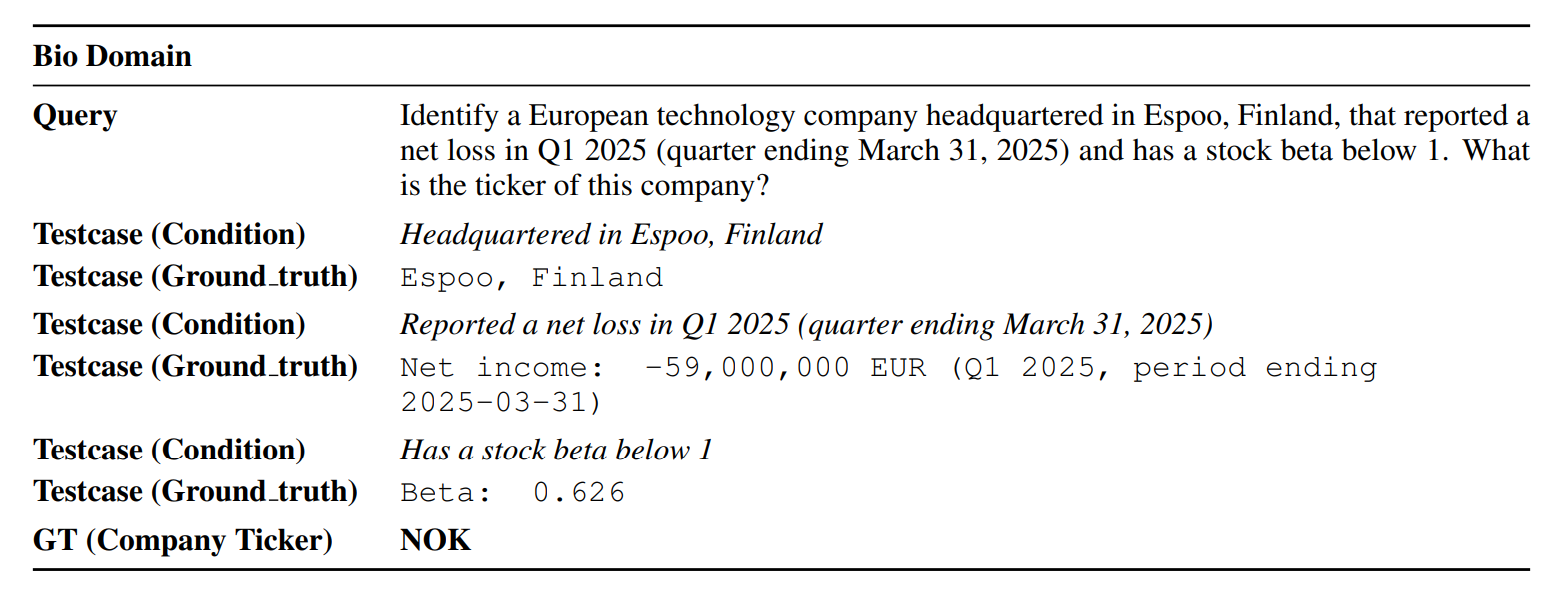 Bio Domain
Query Identify a European technology company headquartered in Espoo, Finland, that reported a
net loss in Q1 2025 (quarter ending March 31, 2025) and has a stock beta below 1. What
is the ticker of this company?
Testcase (Condition) Headquartered in Espoo, Finland
Testcase (Ground_truth) Espoo, Finland
Testcase (Condition) Reported a net loss in Q1 2025 (quarter ending March 31, 2025)
Testcase (Ground_truth) Net income: -59,000,000 EUR (Q1 2025, period ending
2025-03-31)
Testcase (Condition) Has a stock beta below 1
Testcase (Ground_truth) Beta: 0.626
GT (Company Ticker) NOK